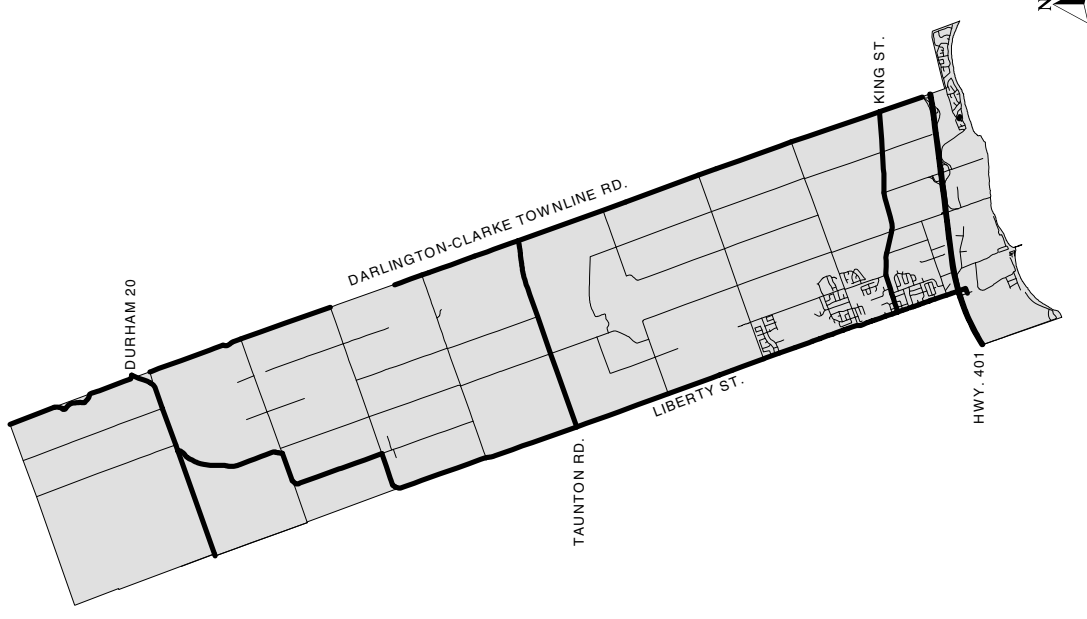 N
KING ST.
DARLINGTON-CLARKE TOWNLINE RD.
DURHAM 20
LIBERTY ST.
HWY. 401
TAUNTON RD.